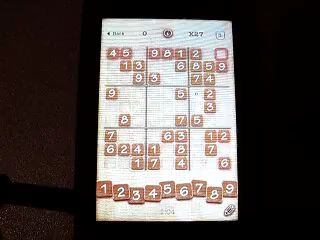 Back 0 X27
4 5 9 8 1 2
1 3 6 8 5 9
9 3 7 4
9 5 2
3
8 7 5
7 6 3 1 2
6 2 4 1 8 7
1 7 4 6
1 2 3 4 5 6 7 8 9